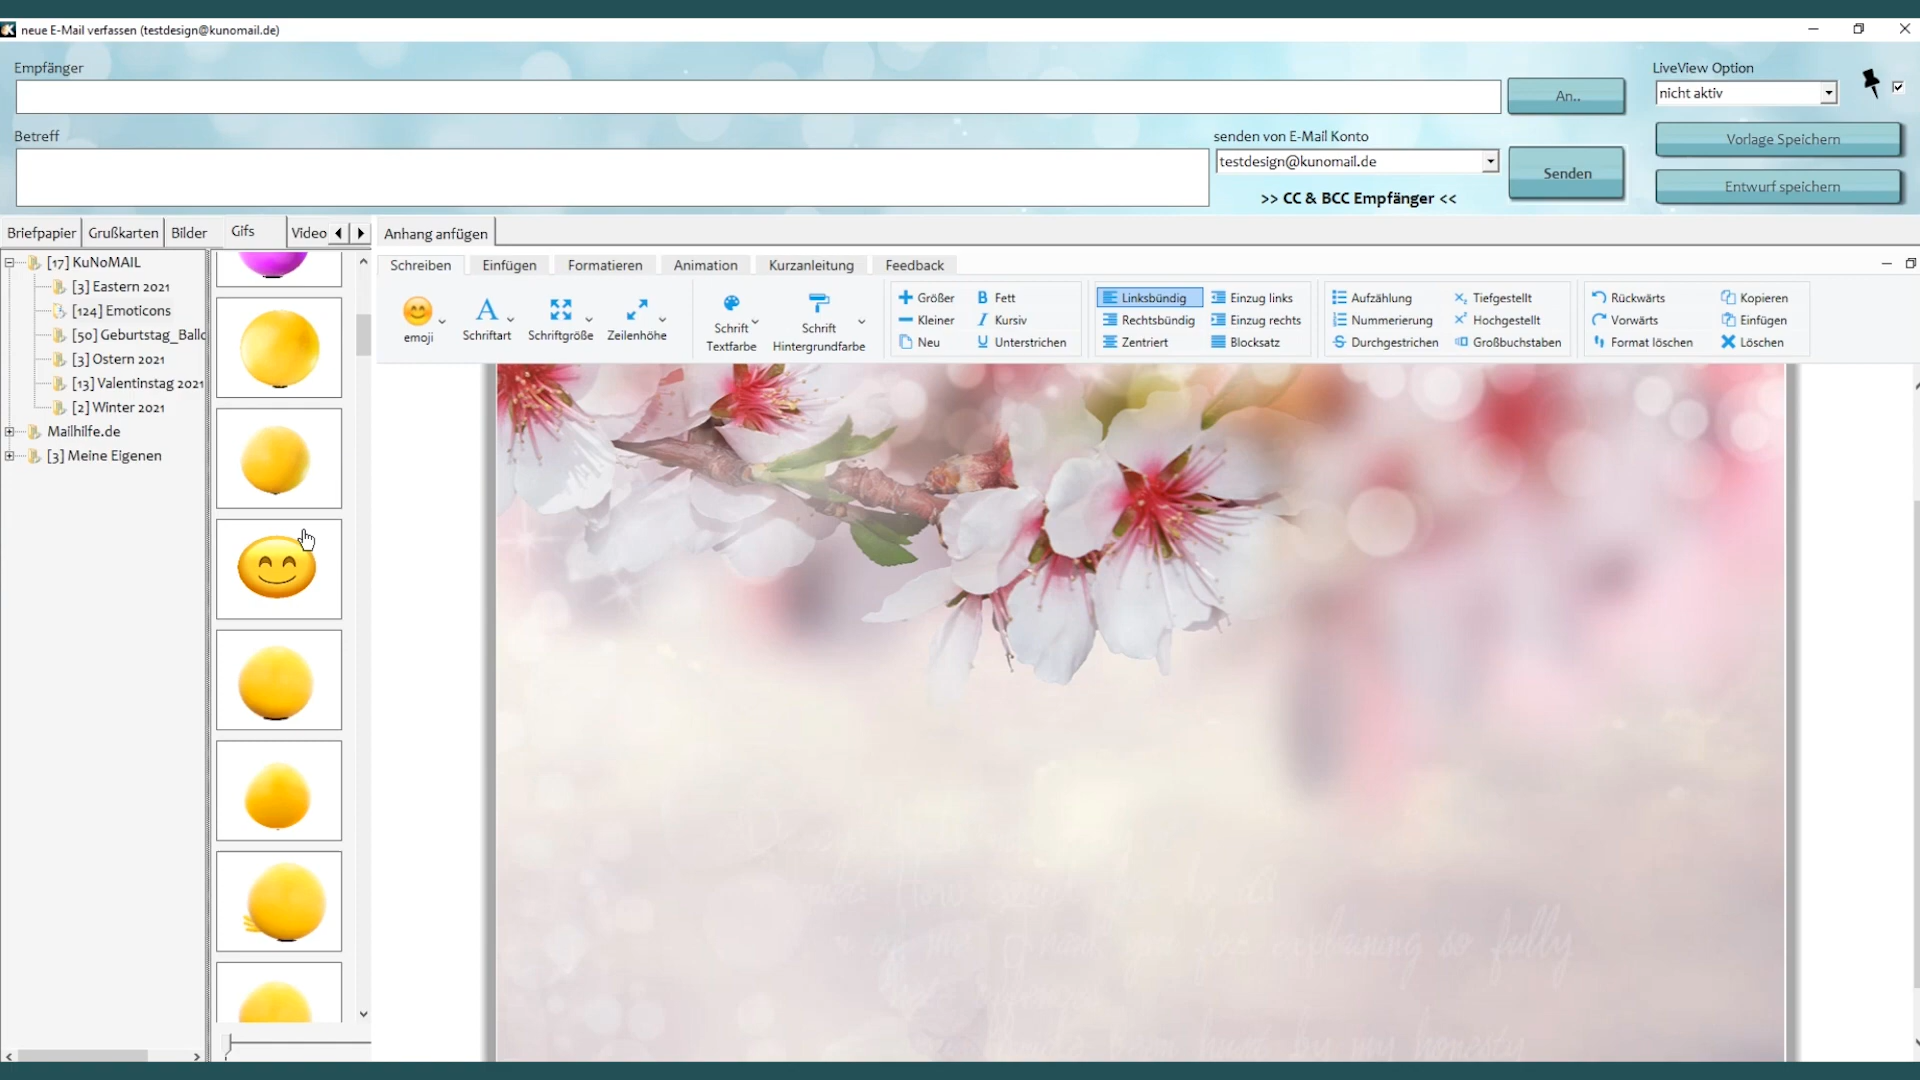 neue E-Mail verfassen (testdesign@kunomail.de)
Empfänger
LiveView Option
An..
nicht aktiv
Betreff
senden von E-Mail Konto
Vorlage Speichern
testdesign@kunomail.de
Senden
>> CC & BCC Empfänger <<
Entwurf speichern
Briefpapier Grußkarten Bilder Gifs Video
Anhang anfügen
[17] KuNoMAIL
[3] Eastern 2021
[124] Emoticons
[50] Geburtstag_Ballo
[3] Ostern 2021
[13] Valentinstag 2021
[2] Winter 2021
Mailhilfe.de
[3] Meine Eigenen
Schreiben Einfügen Formatieren Animation Kurzanleitung Feedback
emoji
Schriftart
Schriftgröße
Zeilenhöhe
Schrift
Textfarbe
Schrift
Hintergrundfarbe
Größer Fett
Kleiner Kursiv
Neu Unterstrichen
Linksbündig Einzug links
Rechtsbündig Einzug rechts
Zentriert Blocksatz
Aufzählung Tiefgestellt
Nummerierung Hochgestellt
Durchgestrichen Großbuchstaben
Rückwärts Kopieren
Vorwärts Einfügen
Format löschen Löschen
explaining so fully
my honesty